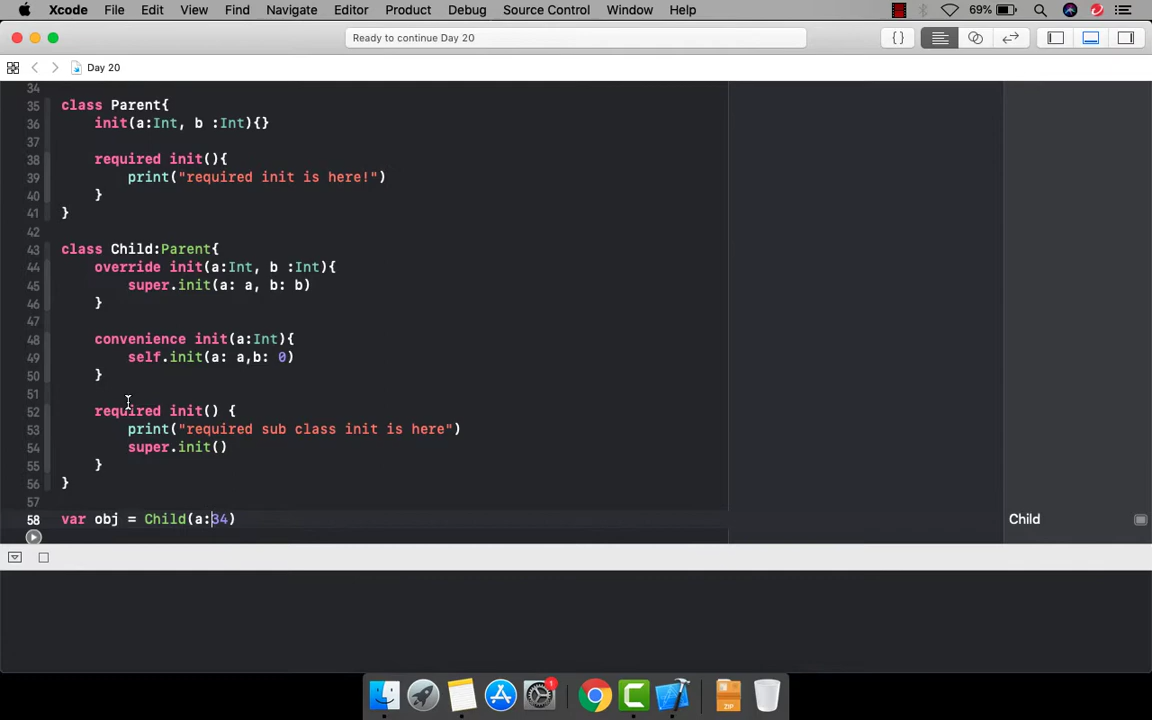 Xcode File Edit View Find Navigate Editor Product Debug Source Control Window Help 69%
Ready to continue Day 20
{ }
Day 20
34
35 class Parent{
36 init(a:Int, b :Int){}
37
38 required init(){
39 print("required init is here!")
40 }
41 }
42
43 class Child:Parent{
44 override init(a:Int, b :Int){
45 super.init(a: a, b: b)
46 }
47
48 convenience init(a:Int){
49 self.init(a: a,b: 0)
50 }
51
52 required init() {
53 print("required sub class init is here")
54 super.init()
55 }
56 }
57
58 var obj = Child(a:34) Child
1
ZIP